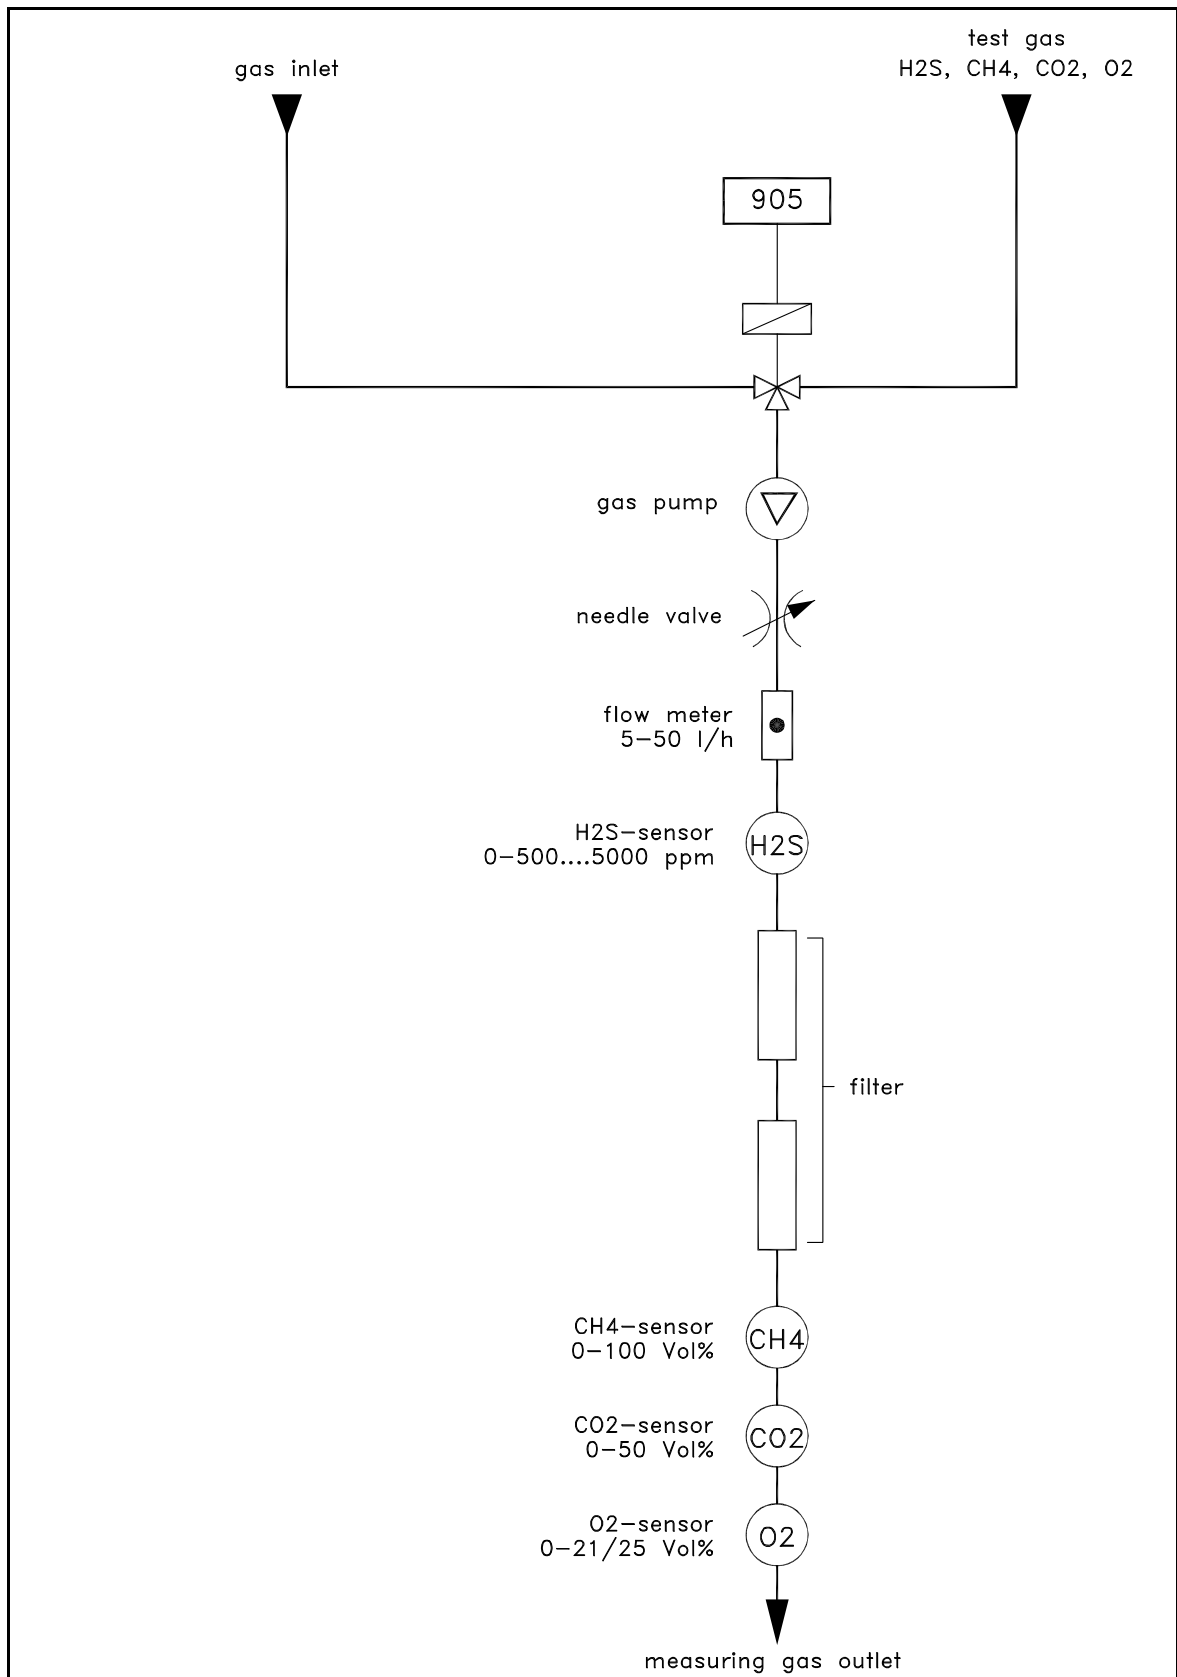 test gas
gas inlet
H2S, CH4, CO2, O2
905
gas pump
needle valve
flow meter
5-50 l/h
H2S-sensor
0-500....5000 ppm
H2S
filter
CH4-sensor
0-100 Vol%
CH4
CO2-sensor
0-50 Vol%
CO2
O2-sensor
0-21/25 Vol%
O2
measuring gas outlet